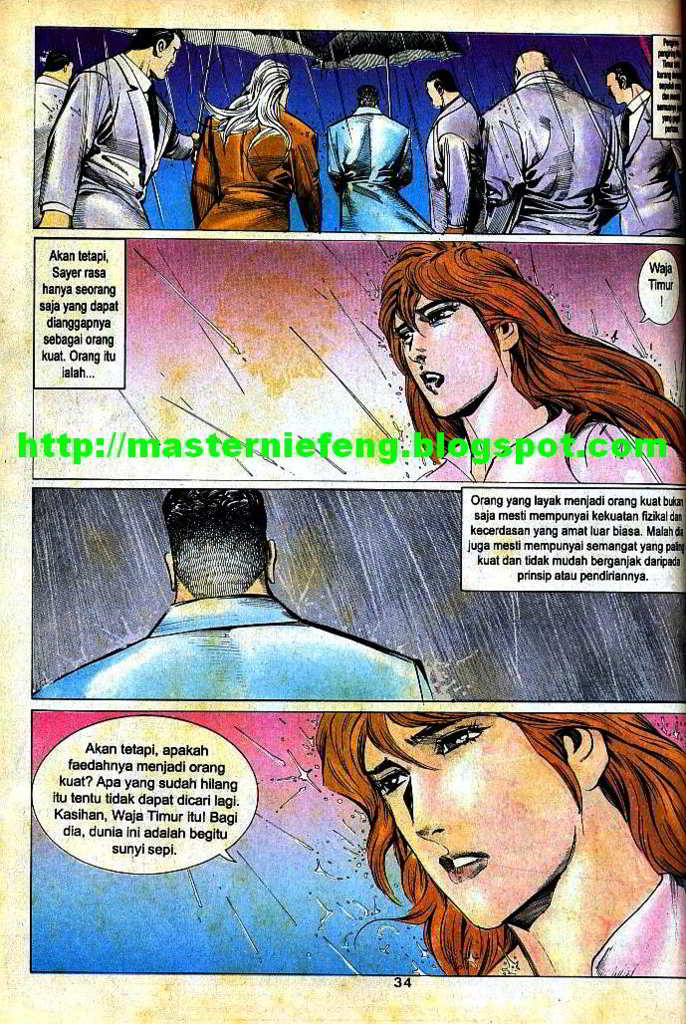 Timur
Akan tetapi,
Sayer rasa
hanya seorang
saja yang dapat
dianggapnya
sebagai orang
kuat. Orang itu
ialah...
Waja
Timur
!
http://masterniefeng.blogspot.com
Orang yang layak menjadi orang kuat bukan
saja mesti mempunyai kekuatan fizikal dan
kecerdasan yang amat luar biasa. Malah dia
juga mesti mempunyai semangat yang paling
kuat dan tidak mudah berganjak daripada
prinsip atau pendiriannya.
Akan tetapi, apakah
faedahnya menjadi orang
kuat? Apa yang sudah hilang
itu tentu tidak dapat dicari lagi.
Kasihan, Waja Timur itu! Bagi
dia, dunia ini adalah begitu
sunyi sepi.
34